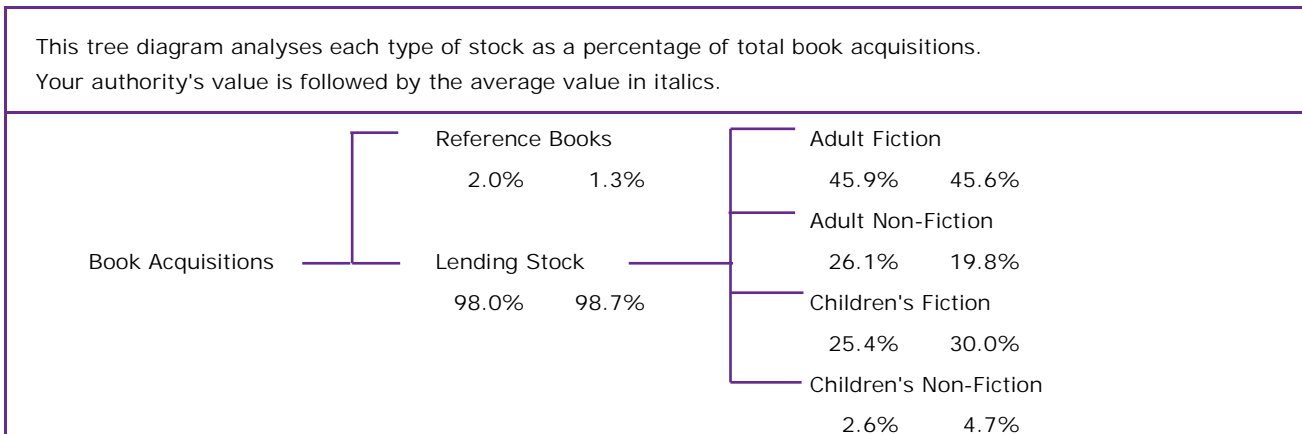 This tree diagram analyses each type of stock as a percentage of total book acquisitions.
Your authority's value is followed by the average value in italics.
Reference Books
2.0% 1.3%
Book Acquisitions
Lending Stock
98.0% 98.7%
Adult Fiction
45.9% 45.6%
Adult Non-Fiction
26.1% 19.8%
Children's Fiction
25.4% 30.0%
Children's Non-Fiction
2.6% 4.7%